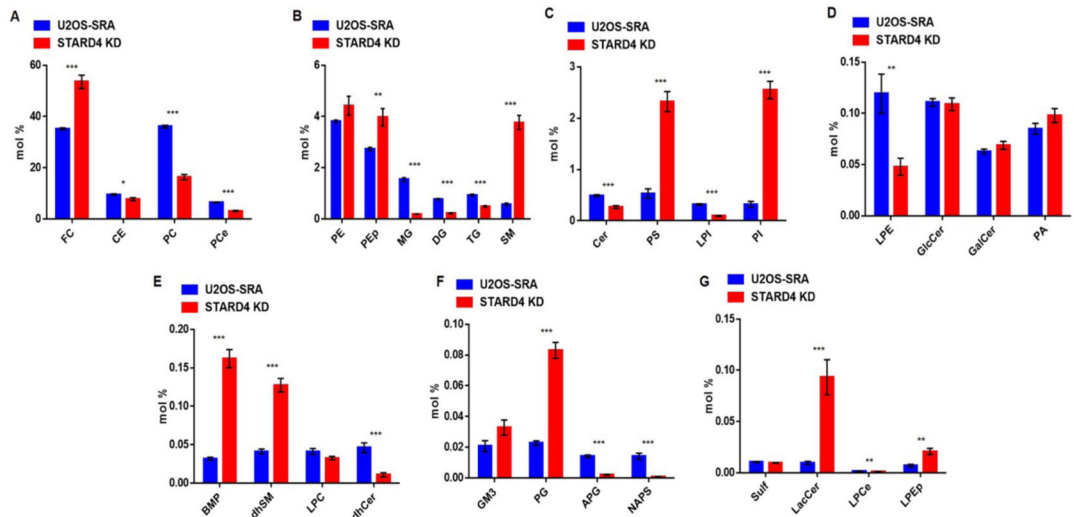 A
U2OS-SRA
STARD4 KD
mol %
60
40
20
0
***
*
***
***
FC
CE
PC
PCe
B
U2OS-SRA
STARD4 KD
mol %
6
4
2
0
**
***
***
***
***
PE
PEp
MG
DG
TG
SM
C
U2OS-SRA
STARD4 KD
mol %
3
2
1
0
***
***
***
***
Cer
PS
LPI
PI
D
U2OS-SRA
STARD4 KD
mol %
0.15
0.10
0.05
0.00
**
LPE
GlcCer
GalCer
PA
E
U2OS-SRA
STARD4 KD
mol %
0.20
0.15
0.10
0.05
0.00
***
***
***
BMP
dhSM
LPC
dhCer
F
U2OS-SRA
STARD4 KD
mol %
0.10
0.08
0.06
0.04
0.02
0.00
***
***
***
GM3
PG
APG
NAPS
G
U2OS-SRA
STARD4 KD
mol %
0.15
0.10
0.05
0.00
***
**
**
Sulf
LacCer
LPCe
LPEp